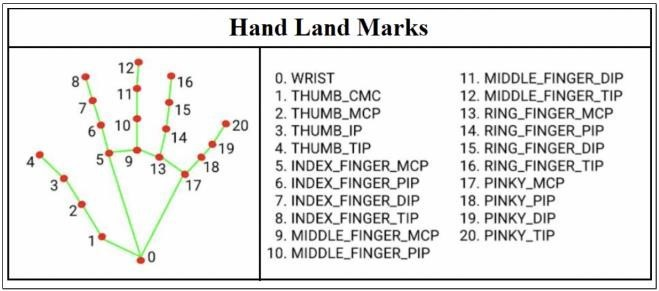 Hand Land Marks
12
8
16
11
7
15
20
6
10
14
19
4
5
9
13
18
3
17
2
1
0
0. WRIST
1. THUMB_CMC
2. THUMB_MCP
3. THUMB_IP
4. THUMB_TIP
5. INDEX_FINGER_MCP
6. INDEX_FINGER_PIP
7. INDEX_FINGER_DIP
8. INDEX_FINGER_TIP
9. MIDDLE_FINGER_MCP
10. MIDDLE_FINGER_PIP
11. MIDDLE_FINGER_DIP
12. MIDDLE_FINGER_TIP
13. RING_FINGER_MCP
14. RING_FINGER_PIP
15. RING_FINGER_DIP
16. RING_FINGER_TIP
17. PINKY_MCP
18. PINKY_PIP
19. PINKY_DIP
20. PINKY_TIP